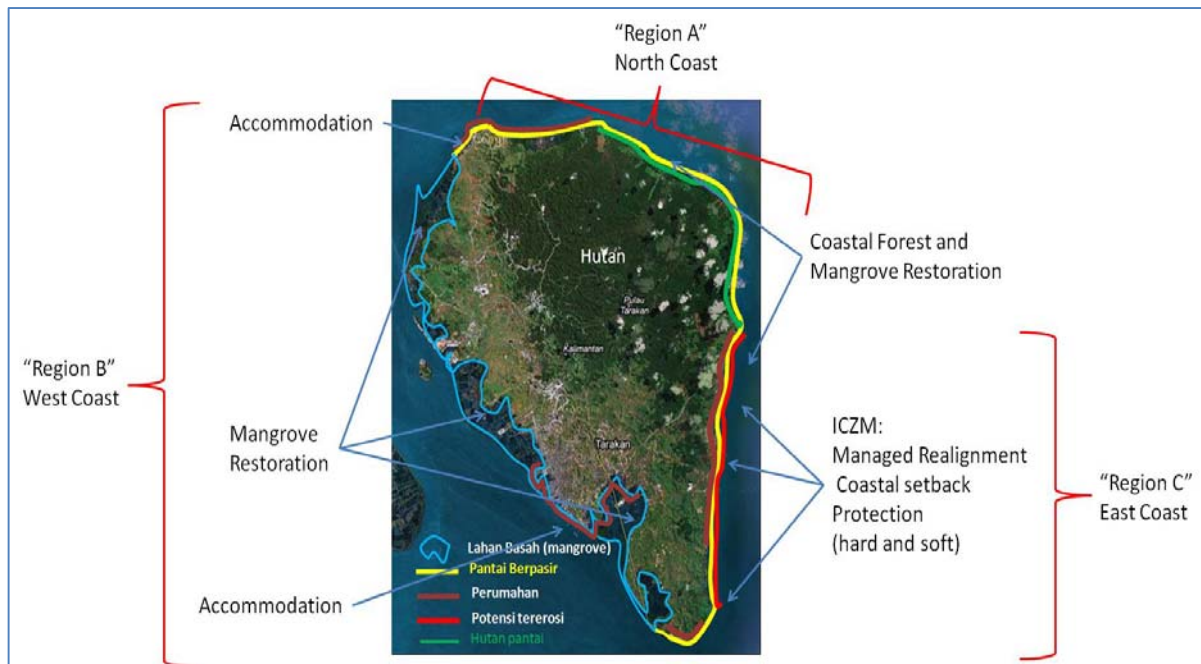 “Region A”
North Coast
Accommodation
Hutan
Pulau
Tarakan
Kalimantan
Coastal Forest and
Mangrove Restoration
“Region B”
West Coast
Mangrove
Restoration
Tarakan
ICZM:
Managed Realignment
Coastal setback
Protection
(hard and soft)
“Region C”
East Coast
Lahan Basah (mangrove)
Pantai Berpasir
Perumahan
Potensi tererosi
Hutan pantai
Accommodation